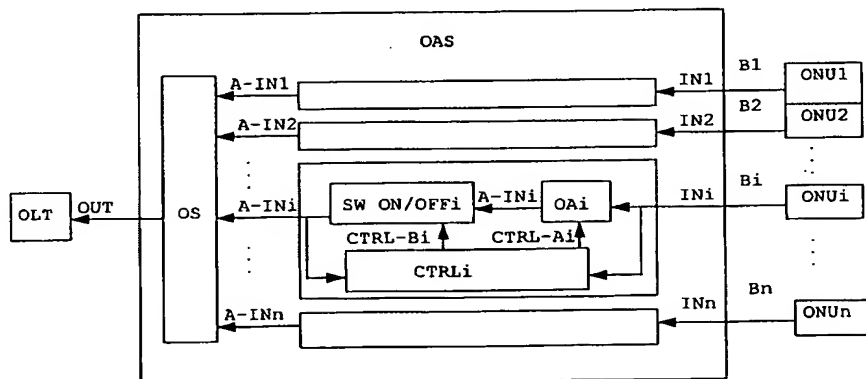 OAS
A-IN1 IN1 B1 ONU1
A-IN2 IN2 B2 ONU2
OLT OUT OS A-INi SW ON/OFFi A-INi OAi INi Bi ONUi
CTRL-Bi CTRL-Ai
CTRLi
A-INn INn Bn ONUn